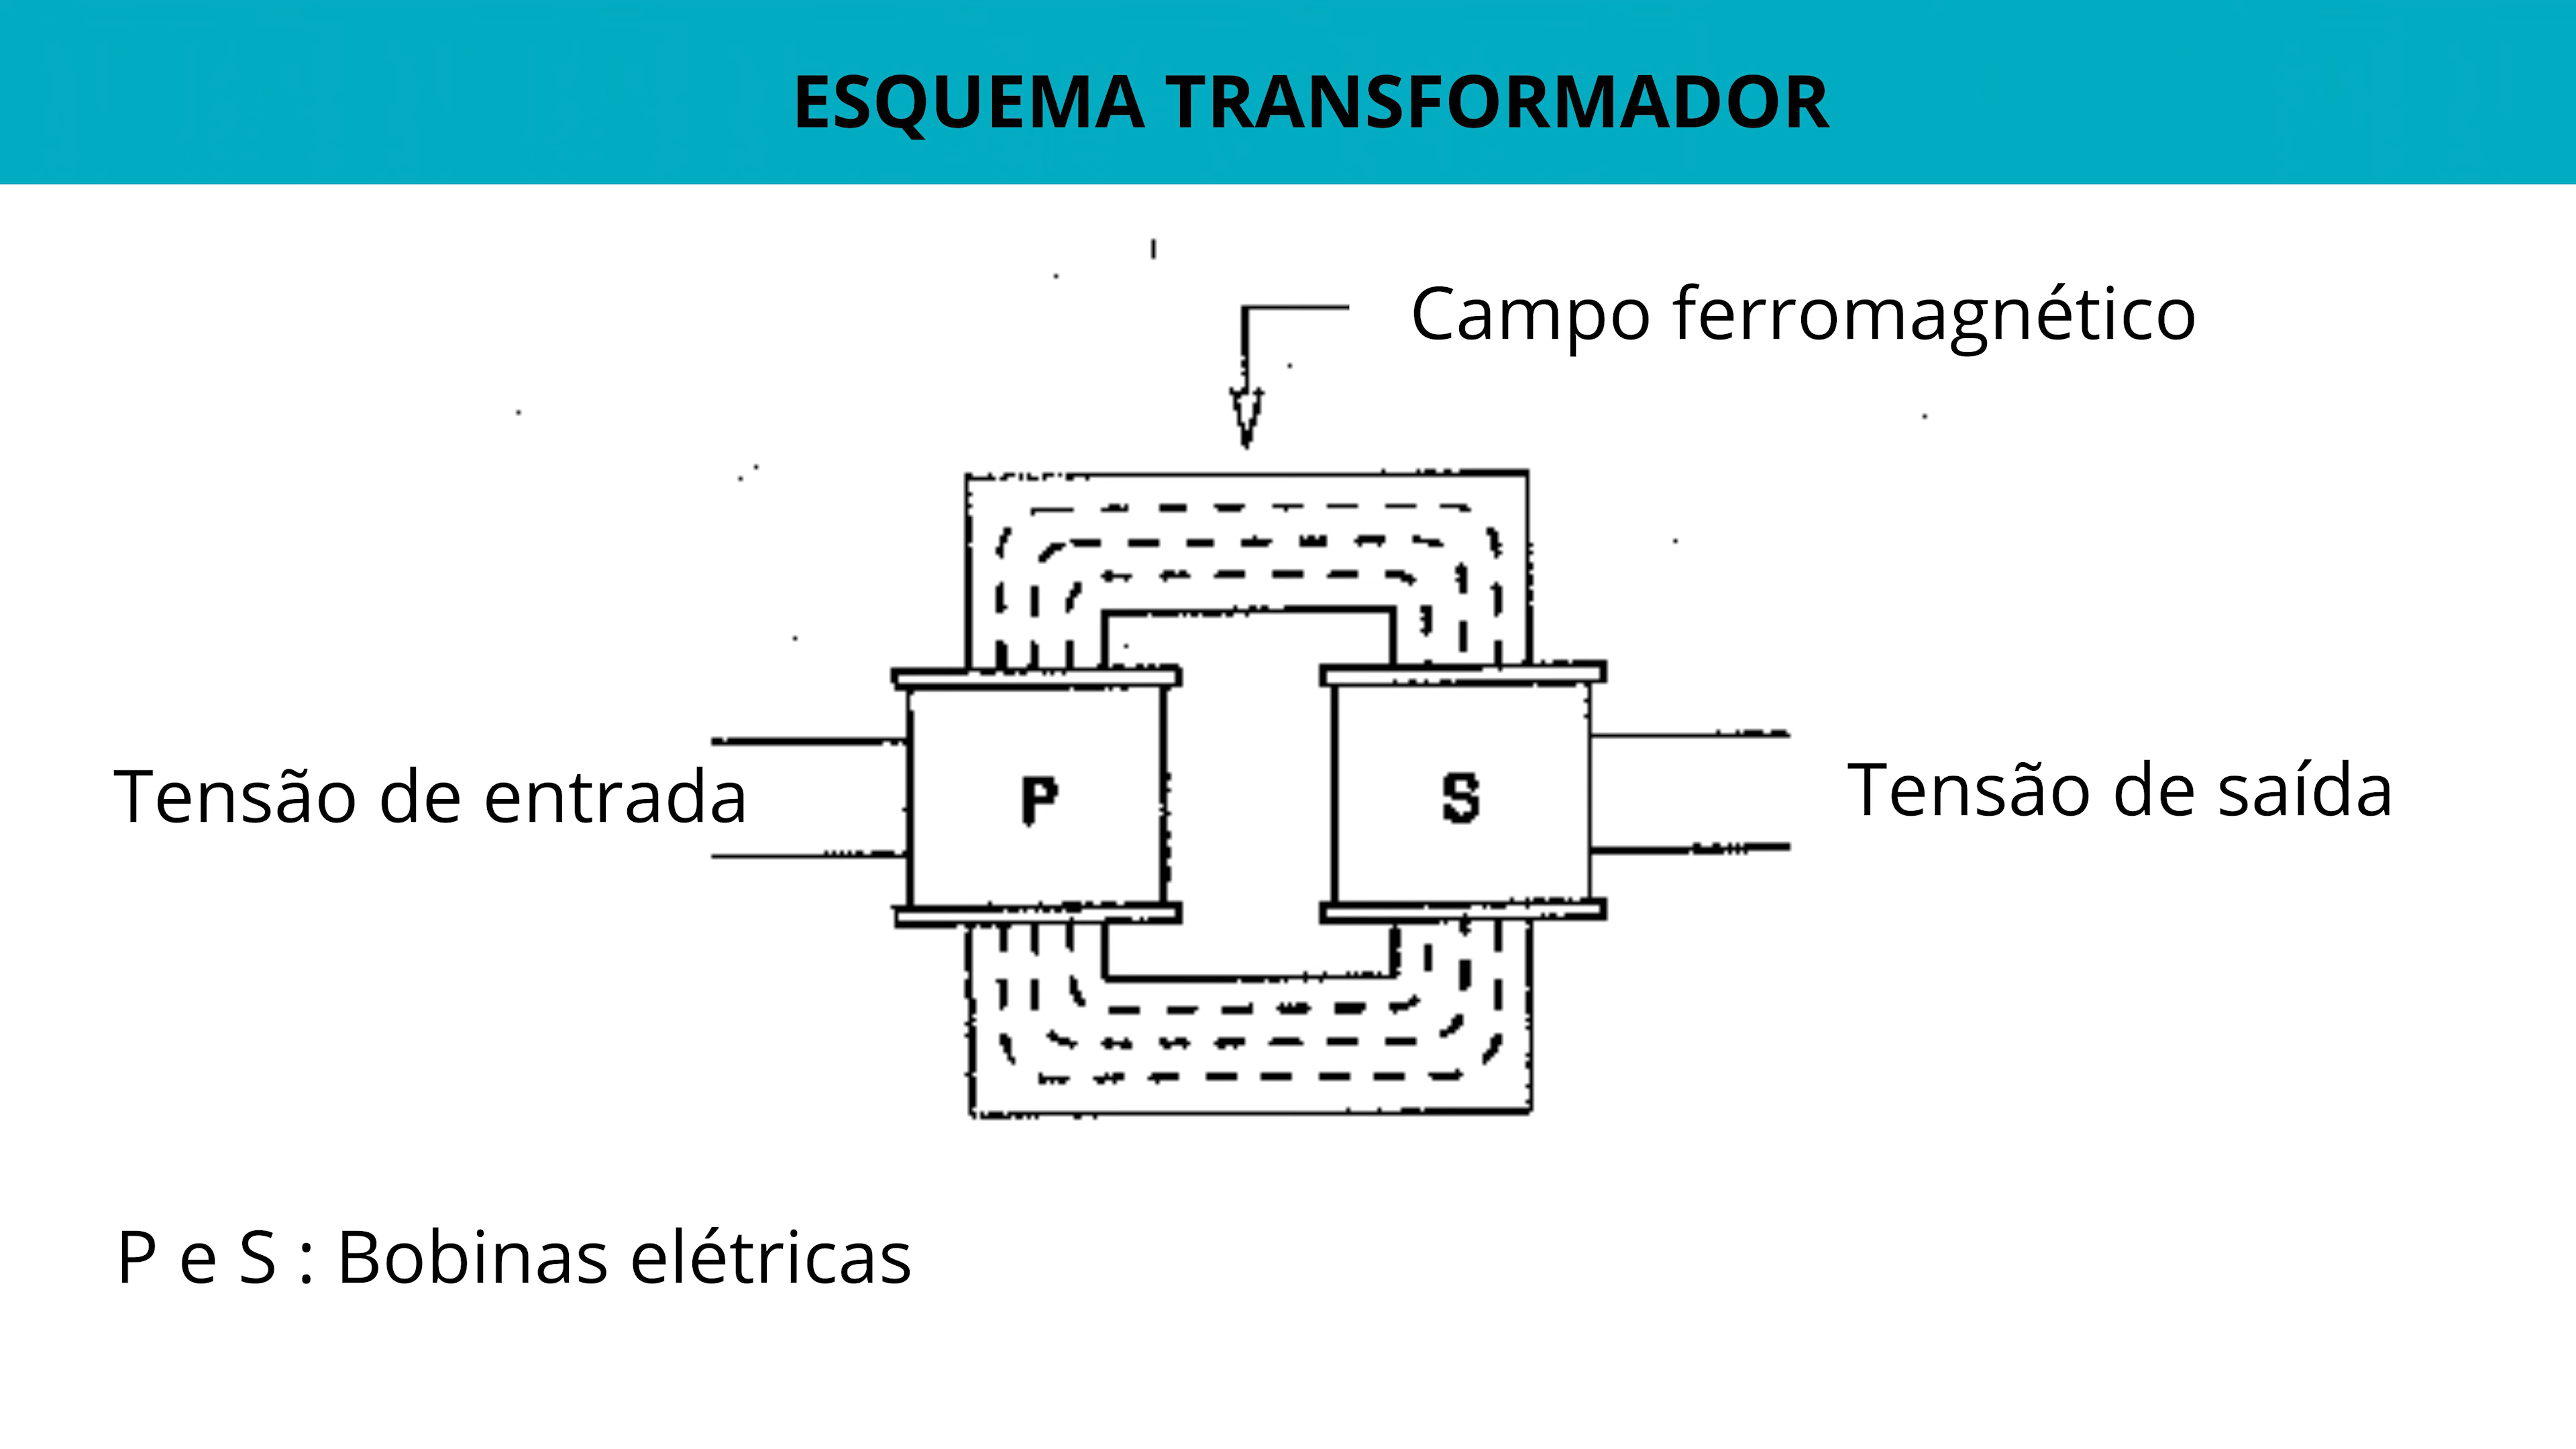 ESQUEMA TRANSFORMADOR
Campo ferromagnético
Tensão de entrada
P
S
Tensão de saída
P e S : Bobinas elétricas